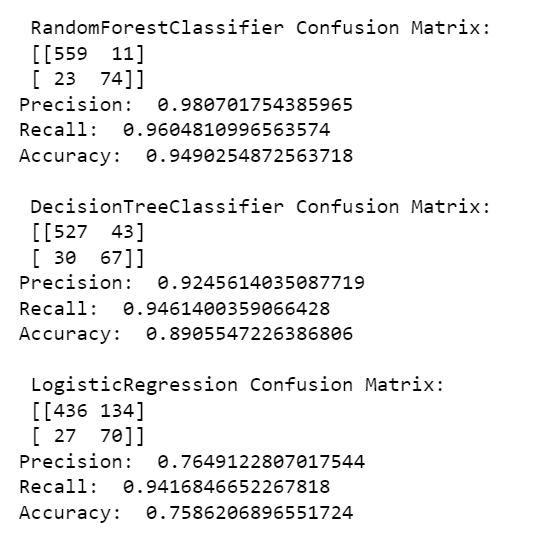 RandomForestClassifier Confusion Matrix:
[[559  11]
[ 23  74]]
Precision:  0.980701754385965
Recall:  0.9604810996563574
Accuracy:  0.9490254872563718
DecisionTreeClassifier Confusion Matrix:
[[527  43]
[ 30  67]]
Precision:  0.9245614035087719
Recall:  0.9461400359066428
Accuracy:  0.8905547226386806
LogisticRegression Confusion Matrix:
[[436 134]
[ 27  70]]
Precision:  0.7649122807017544
Recall:  0.9416846652267818
Accuracy:  0.7586206896551724